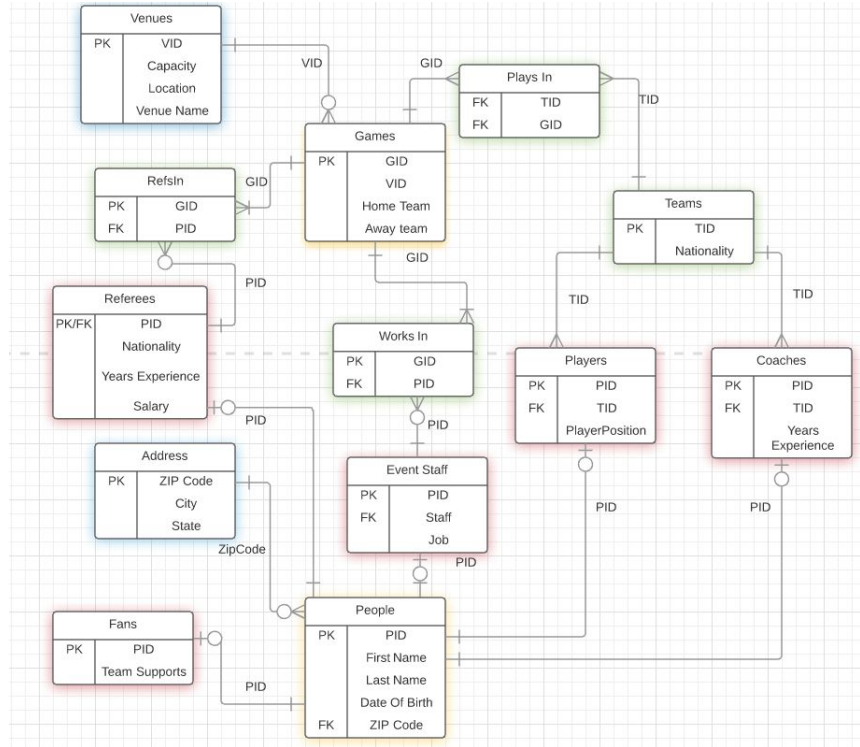 Venues
PK VID
Capacity
Location
Venue Name
VID
GID
Plays In
FK TID
FK GID
TID
Games
PK GID
VID
Home Team
Away team
RefsIn
PK GID
FK PID
GID
PID
GID
Teams
PK TID
Nationality
TID
TID
Referees
PK/FK PID
Nationality
Years Experience
Salary
PID
Works In
PK GID
FK PID
PID
Players
PK PID
FK TID
PlayerPosition
PID
Coaches
PK PID
FK TID
Years
Experience
PID
Address
PK ZIP Code
City
State
ZipCode
Event Staff
PK PID
FK Staff
Job
PID
Fans
PK PID
Team Supports
PID
People
PK PID
First Name
Last Name
Date Of Birth
FK ZIP Code